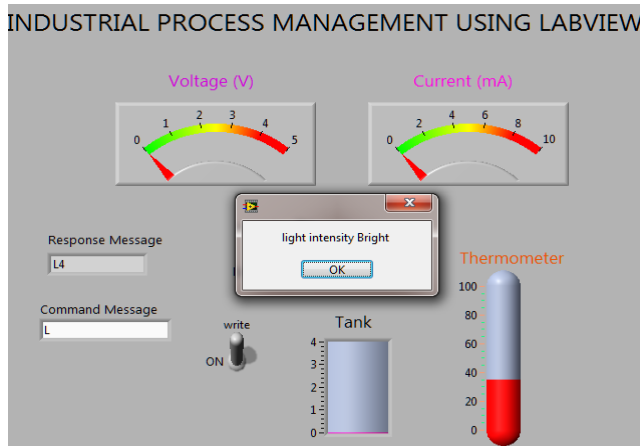 INDUSTRIAL PROCESS MANAGEMENT USING LABVIEW
Voltage (V)
Current (mA)
0 1 2 3 4 5
0 2 4 6 8 10
light intensity Bright
OK
Response Message
L4
Command Message
L
write
ON
Tank
4
3
2
1
0
Thermometer
100
80
60
40
20
0